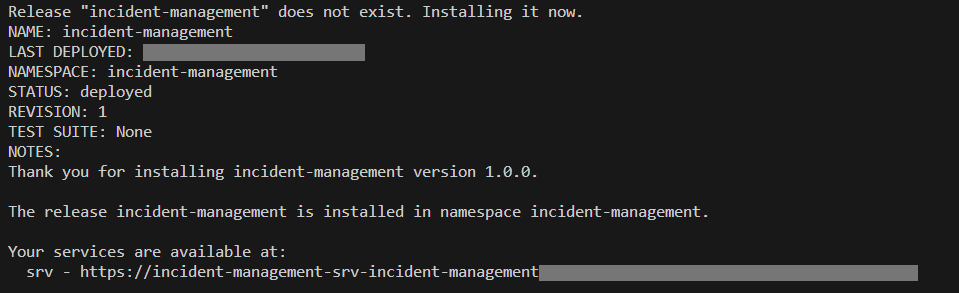 Release "incident-management" does not exist. Installing it now.
NAME: incident-management
LAST DEPLOYED:
NAMESPACE: incident-management
STATUS: deployed
REVISION: 1
TEST SUITE: None
NOTES:
Thank you for installing incident-management version 1.0.0.
The release incident-management is installed in namespace incident-management.
Your services are available at:
srv - https://incident-management-srv-incident-management